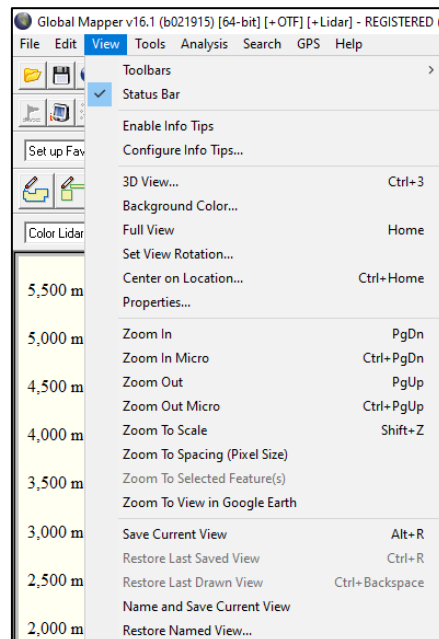 Global Mapper v16.1 (b021915) [64-bit] [+OTF] [+Lidar] - REGISTERED
File Edit View Tools Analysis Search GPS Help
Toolbars
Status Bar
Enable Info Tips
Set up Fav
Configure Info Tips...
3D View... Ctrl+3
Background Color...
Color Lidar
Full View Home
Set View Rotation...
Center on Location... Ctrl+Home
5,500 m
Properties...
5,000 m
Zoom In PgDn
Zoom In Micro Ctrl+PgDn
4,500 m
Zoom Out PgUp
Zoom Out Micro Ctrl+PgUp
4,000 m
Zoom To Scale Shift+Z
Zoom To Spacing (Pixel Size)
3,500 m
Zoom To Selected Feature(s)
Zoom To View in Google Earth
3,000 m
Save Current View Alt+R
Restore Last Saved View Ctrl+R
2,500 m
Restore Last Drawn View Ctrl+Backspace
Name and Save Current View
2,000 m
Restore Named View...